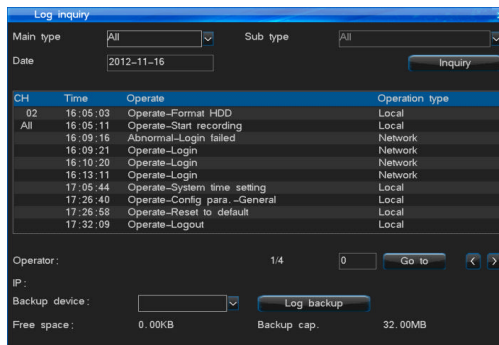 Log inquiry
Main type All Sub type All
Date 2012-11-16 Inquiry
CH Time Operate Operation type
02 16:05:03 Operate-Format HDD Local
All 16:05:11 Operate-Start recording Local
16:09:16 Abnormal-Login failed Network
16:09:21 Operate-Login Network
16:10:20 Operate-Login Network
16:13:11 Operate-Login Network
17:05:44 Operate-System time setting Local
17:26:40 Operate-Config para.-General Local
17:26:58 Operate-Reset to default Local
17:32:09 Operate-Logout Local
Operator: 1/4 0 Go to < >
IP:
Backup device: Log backup
Free space: 0.00KB Backup cap. 32.00MB